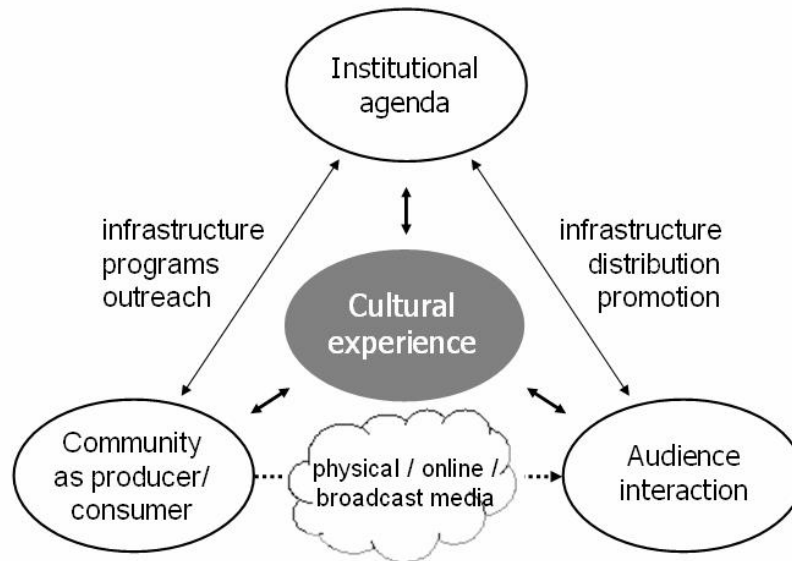 Institutional
agenda
infrastructure
programs
outreach
infrastructure
distribution
promotion
Cultural
experience
Community
as producer/
consumer
physical / online /
broadcast media
Audience
interaction